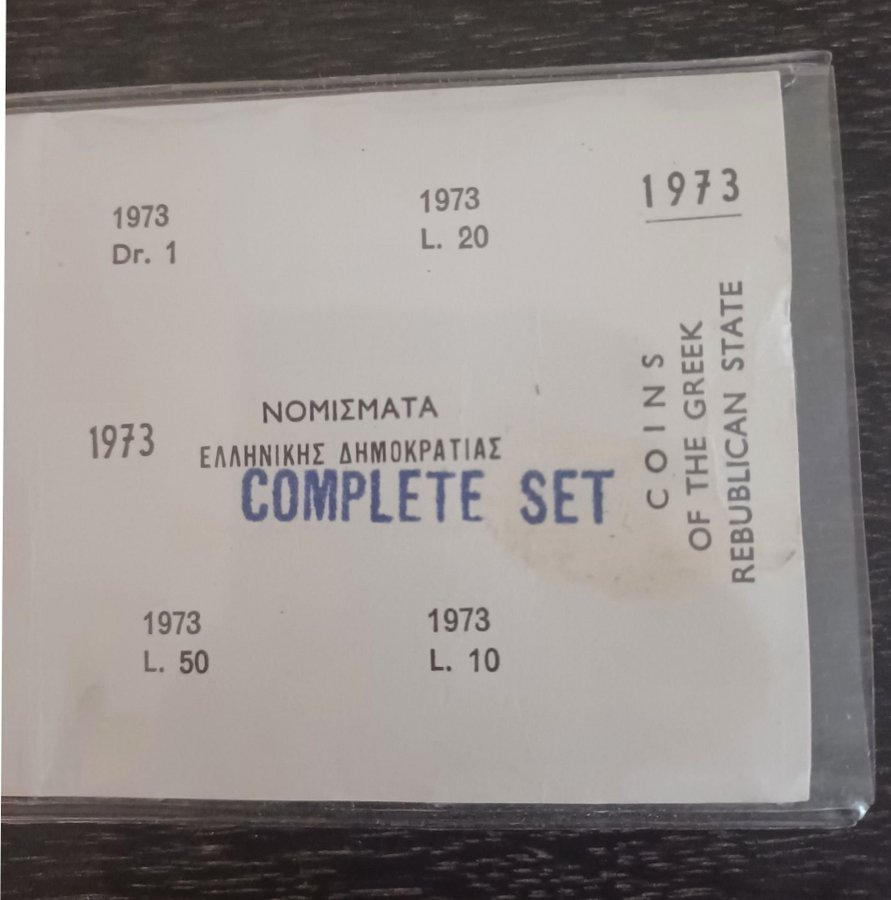 1973
Dr. 1
1973
L. 20
1973
ΝΟΜΙΣΜΑΤΑ
ΕΛΛΗΝΙΚΗΣ ΔΗΜΟΚΡΑΤΙΑΣ
COMPLETE SET
1973
L. 50
1973
L. 10
1973
COINS
OF THE GREEK
REBUBLICAN STATE